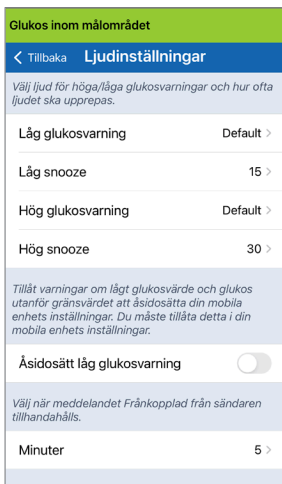 Glukos inom målområdet
Tillbaka Ljudinställningar
Välj ljud för höga/låga glukosvarningar och hur ofta
ljudet ska upprepas.
Låg glukosvarning Default
Låg snooze 15
Hög glukosvarning Default
Hög snooze 30
Tillåt varningar om lågt glukosvärde och glukos
utanför gränsvärdet att åsidosätta din mobila
enhets inställningar. Du måste tillåta detta i din
mobila enhets inställningar.
Åsidosätt låg glukosvarning
Välj när meddelandet Frånkopplad från sändaren
tillhandahålls.
Minuter 5